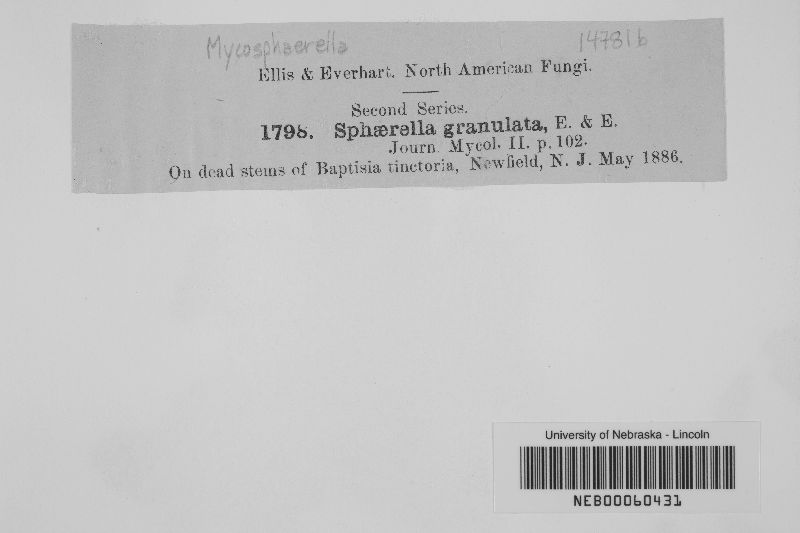 Mycosphaerella 14781b
Ellis & Everhart. North American Fungi.
Second Series.
1798. Sphærella granulata, E. & E.
Journ. Mycol. II. p. 102.
On dead stems of Baptisia tinctoria, Newfield, N. J. May 1886.
University of Nebraska - Lincoln
NEB00060431